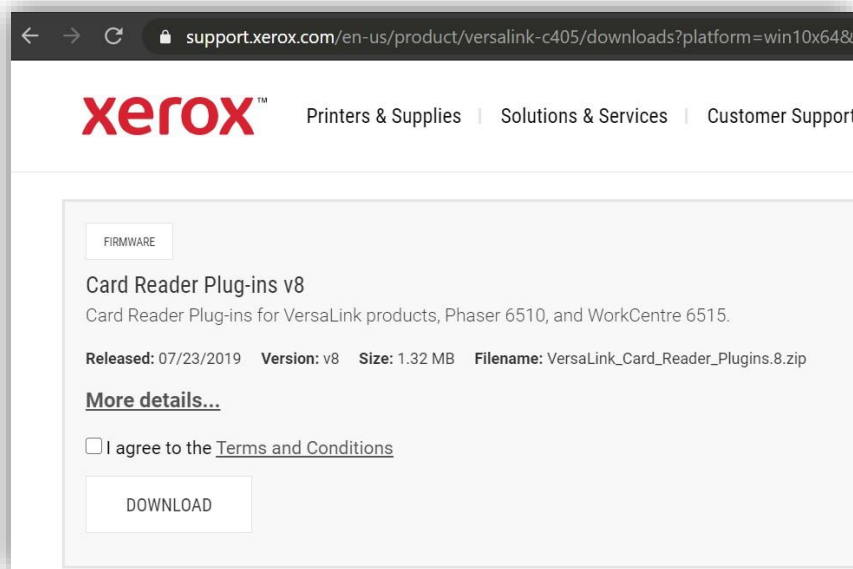 support.xerox.com/en-us/product/versalink-c405/downloads?platform=win10x64&
xerox™ Printers & Supplies | Solutions & Services | Customer Support
FIRMWARE
Card Reader Plug-ins v8
Card Reader Plug-ins for VersaLink products, Phaser 6510, and WorkCentre 6515.
Released: 07/23/2019 Version: v8 Size: 1.32 MB Filename: VersaLink_Card_Reader_Plugins.8.zip
More details...
I agree to the Terms and Conditions
DOWNLOAD